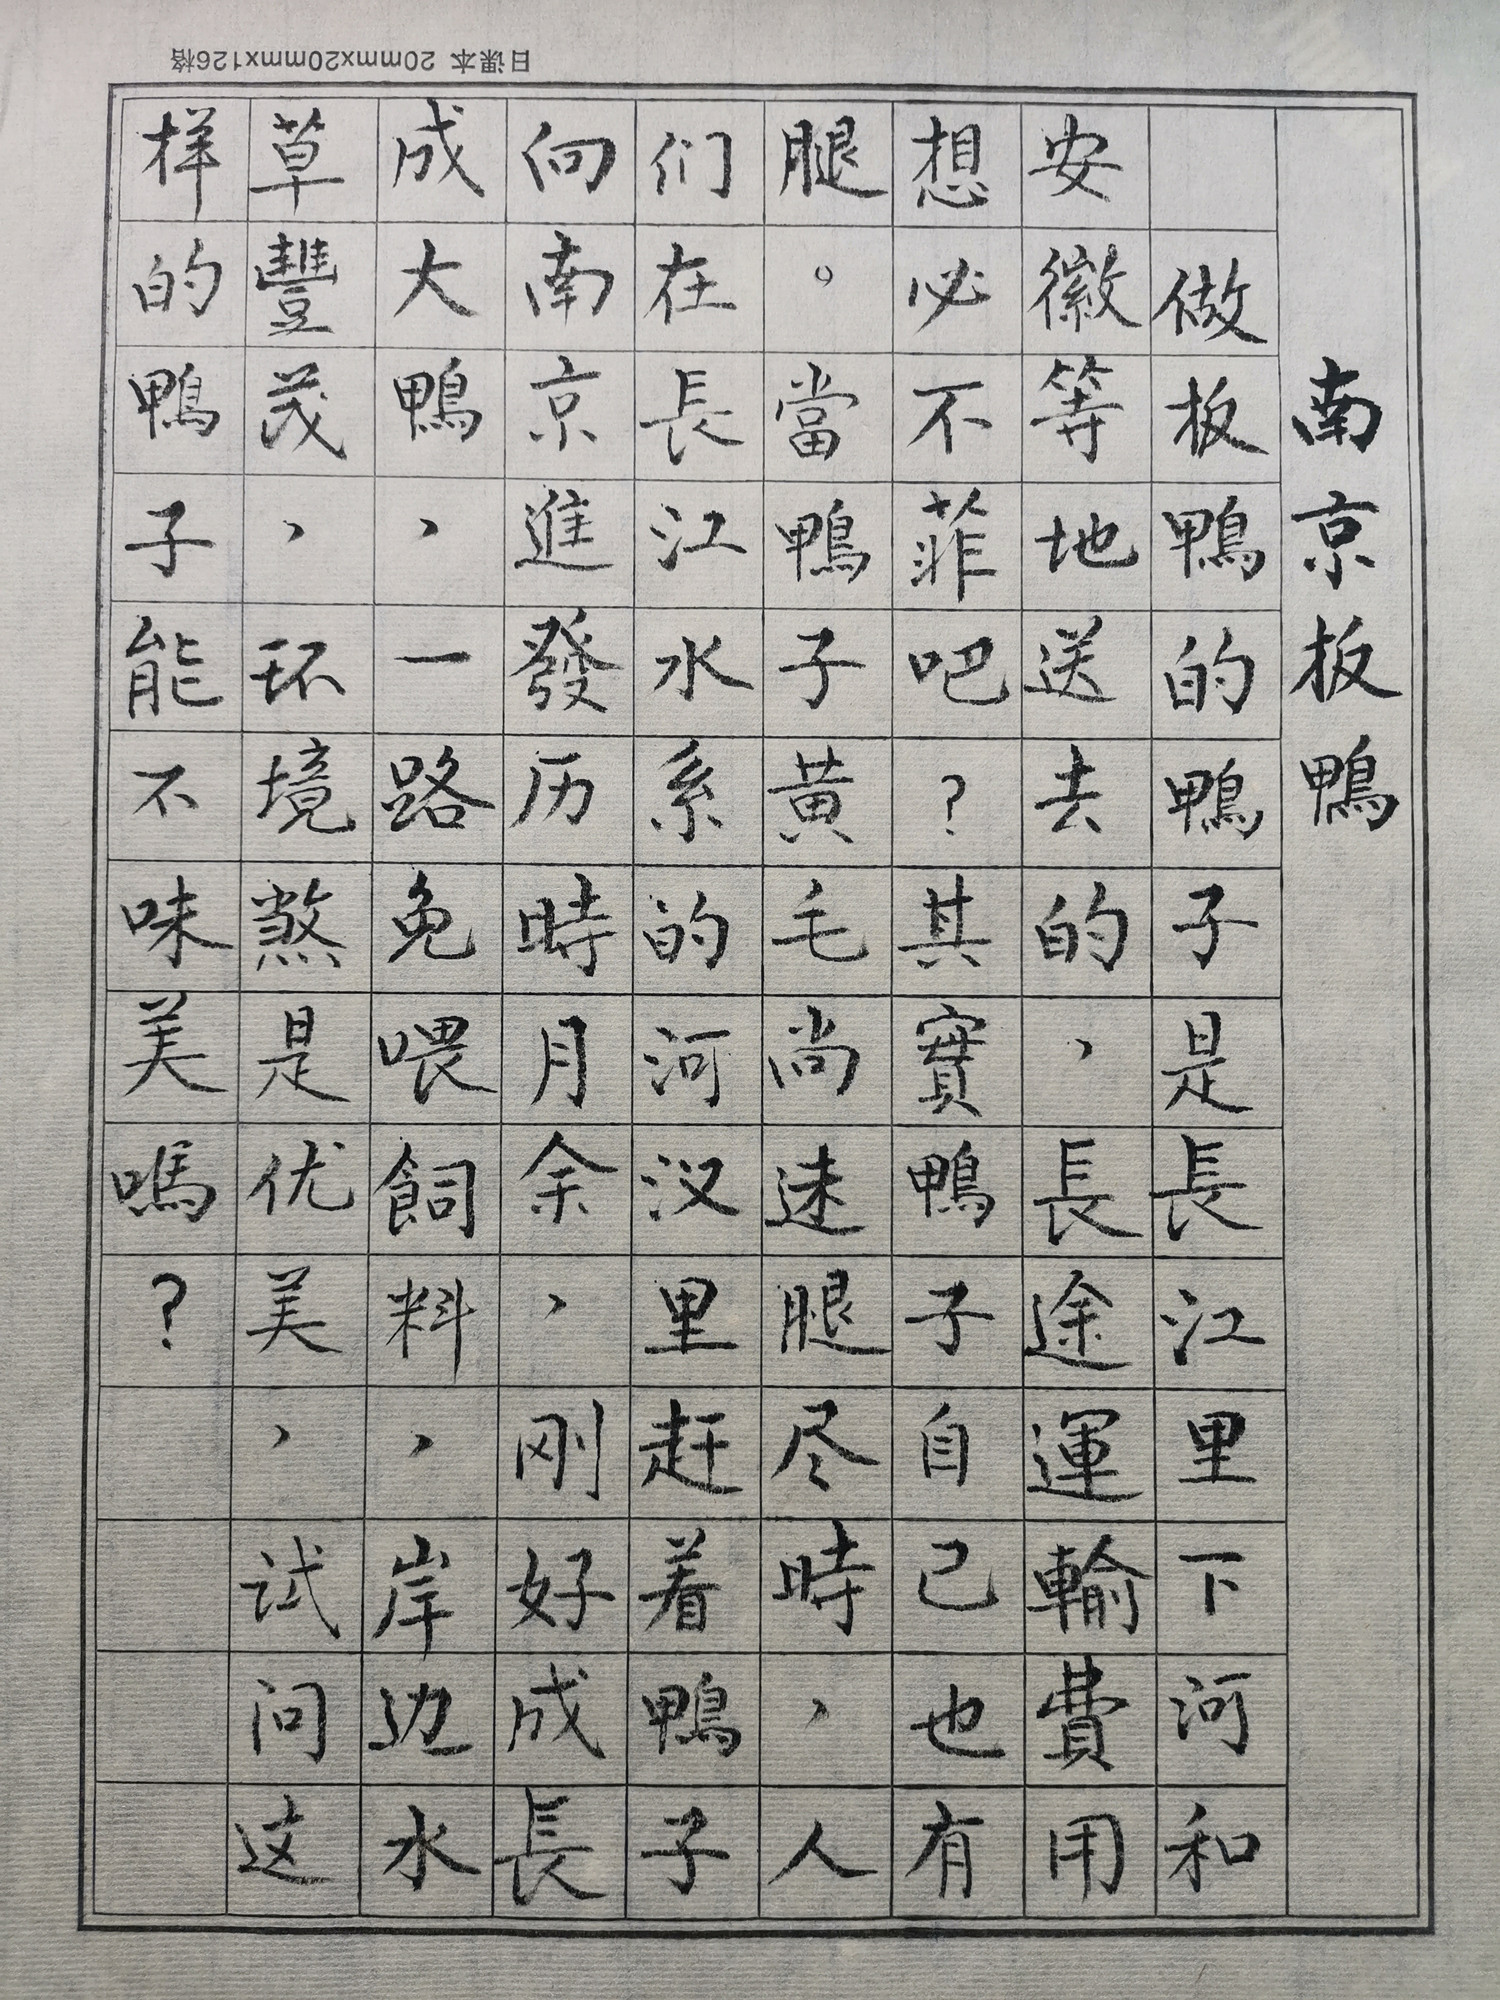 日课本 20mmx20mmx126格
南京板鴨
做板鴨的鴨子是長江里下河和
安徽等地送去的，長途運輸費用
想必不菲吧？其實鴨子自己也有
腿。當鴨子黄毛尚未腿尽時，人
们在長江水系的河汊里赶着鴨子
向南京進發历時月余，刚好成長
成大鴨，一路免喂飼料，岸边水
草豐茂，环境煞是优美，试问这
样的鴨子能不味美嗎？